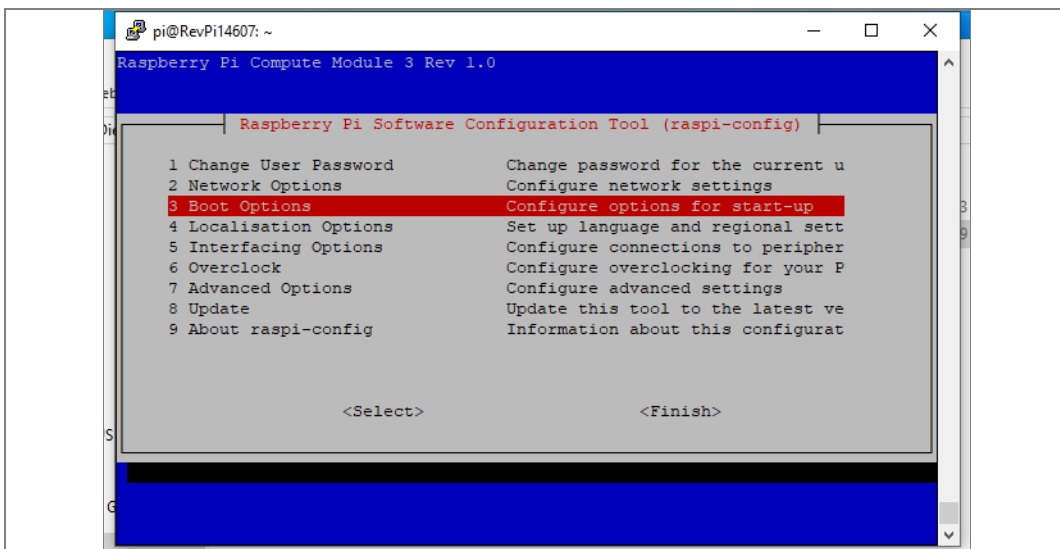 pi@RevPi14607: ~
Raspberry Pi Compute Module 3 Rev 1.0
Raspberry Pi Software Configuration Tool (raspi-config)
1 Change User Password Change password for the current u
2 Network Options Configure network settings
3 Boot Options Configure options for start-up
4 Localisation Options Set up language and regional sett
5 Interfacing Options Configure connections to peripher
6 Overclock Configure overclocking for your P
7 Advanced Options Configure advanced settings
8 Update Update this tool to the latest ve
9 About raspi-config Information about this configurat
<Select> <Finish>